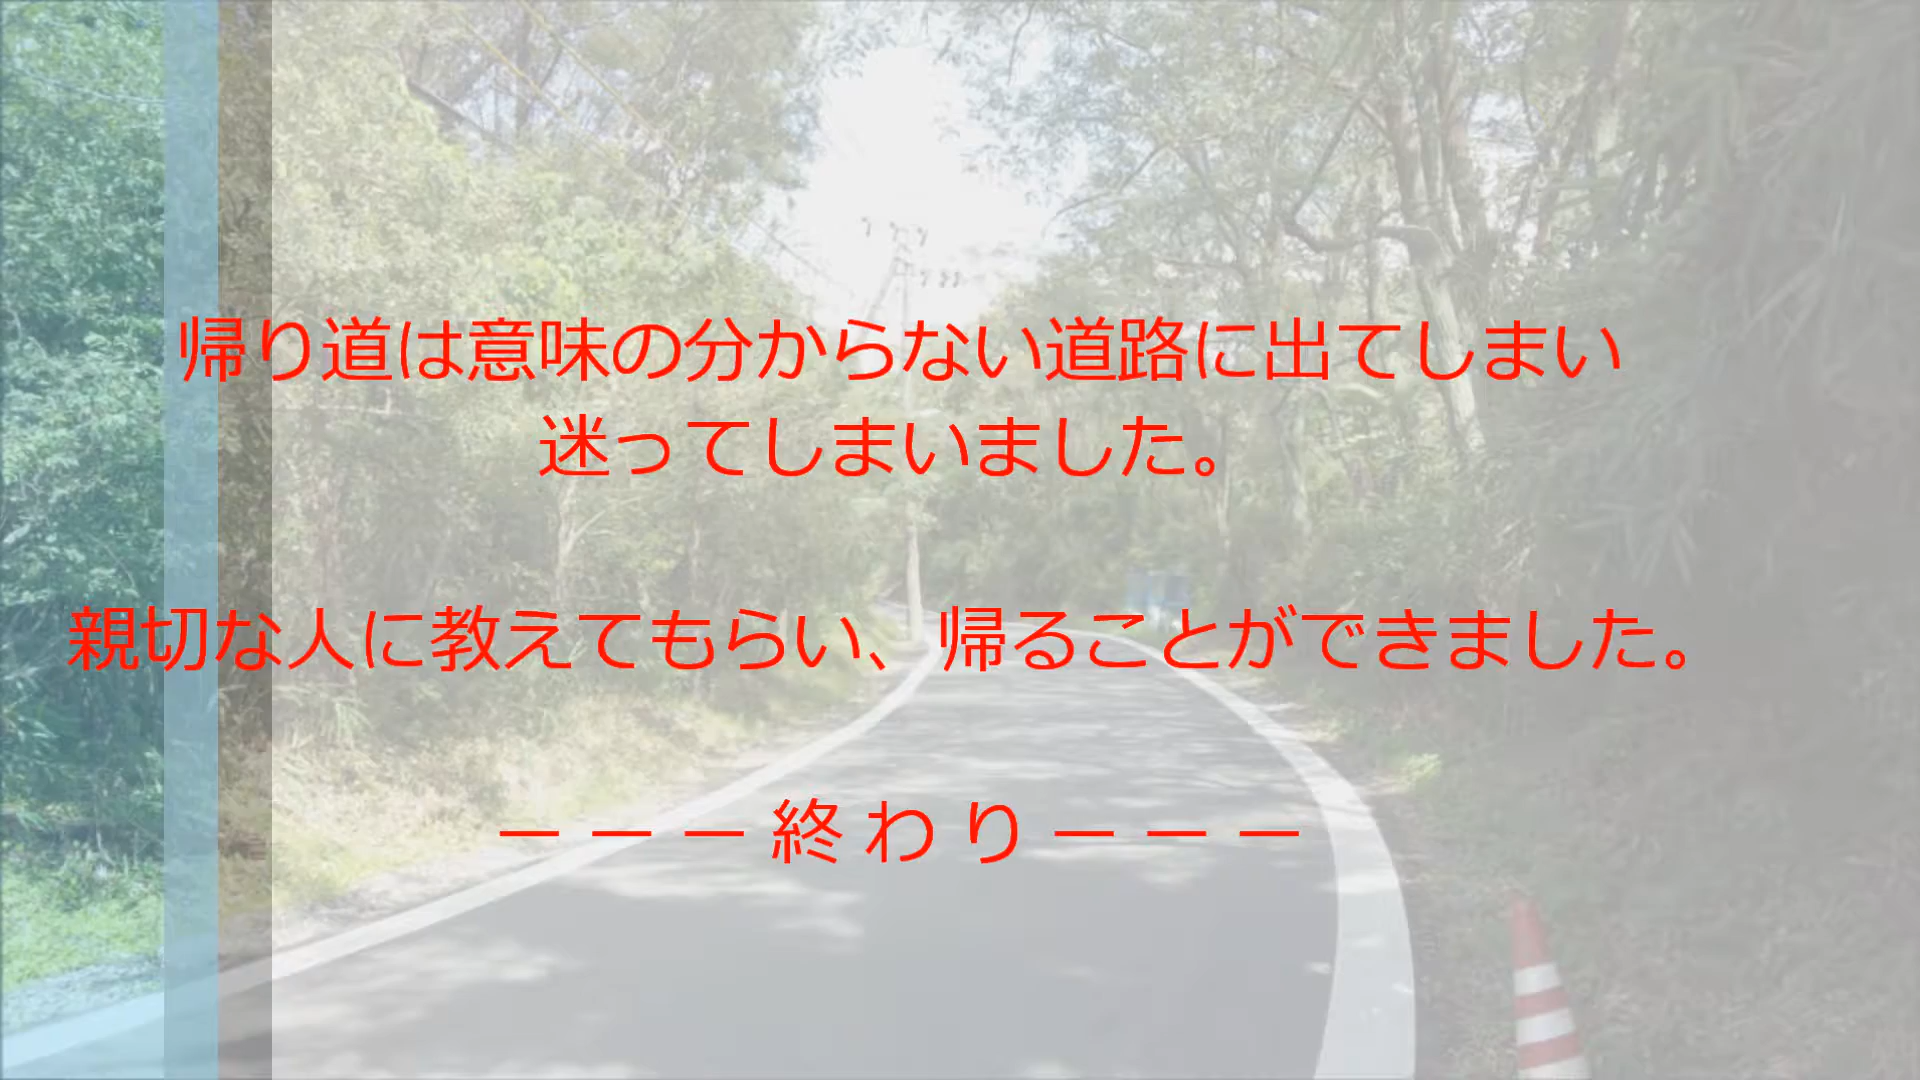 帰り道は意味の分からない道路に出てしまい
迷ってしまいました。
親切な人に教えてもらい、帰ることができました。
ーーー終わりーーー